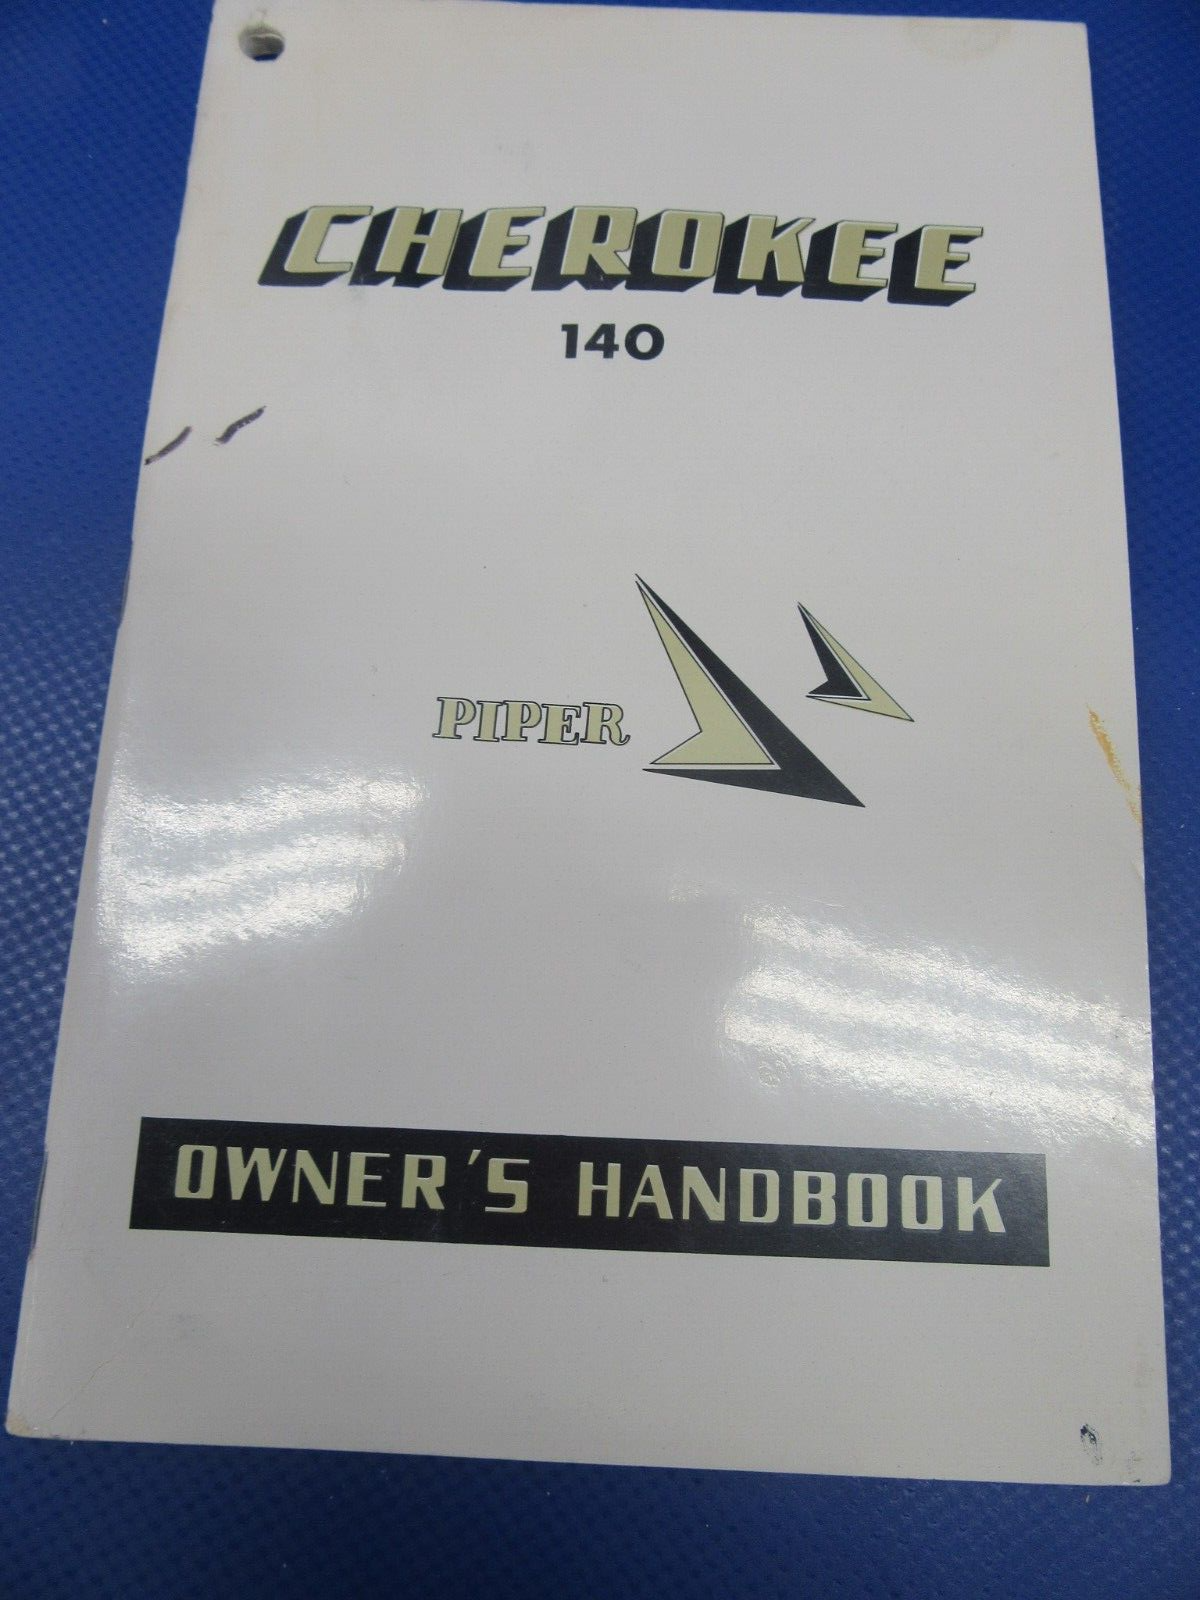 CHEROKEE
140
PIPER
OWNER'S HANDBOOK